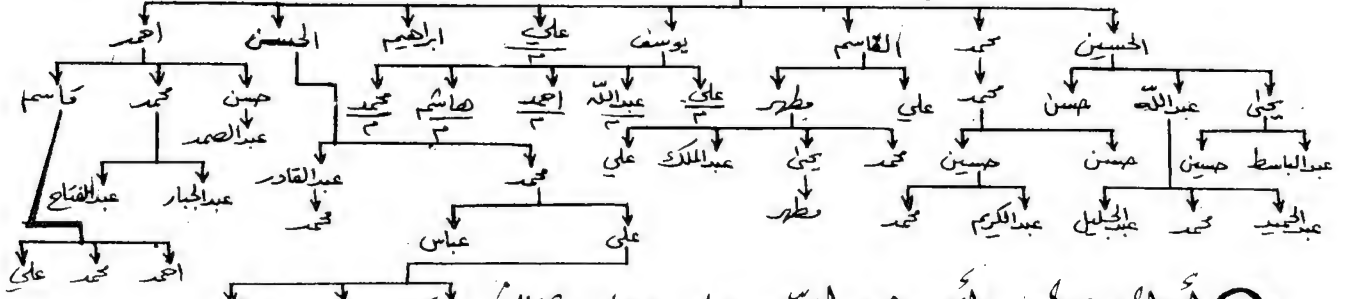 الحسين محمد القاسم يوسف علي ابراهيم الحسن احمد
م
يحيى عبدالله حسن محمد علي مطهر علي عبدالله احمد هاشم محمد حسن محمد قاسم
م م م م م
عبدالصمد
عبدالباسط حسين حسن حسين محمد يحيى عبدالملك علي محمد عبدالقادر عبدالجبار عبدالفتاح
عبدالحميد محمد عبدالجليل عبدالكريم محمد مطهر علي عباس محمد
احمد محمد علي